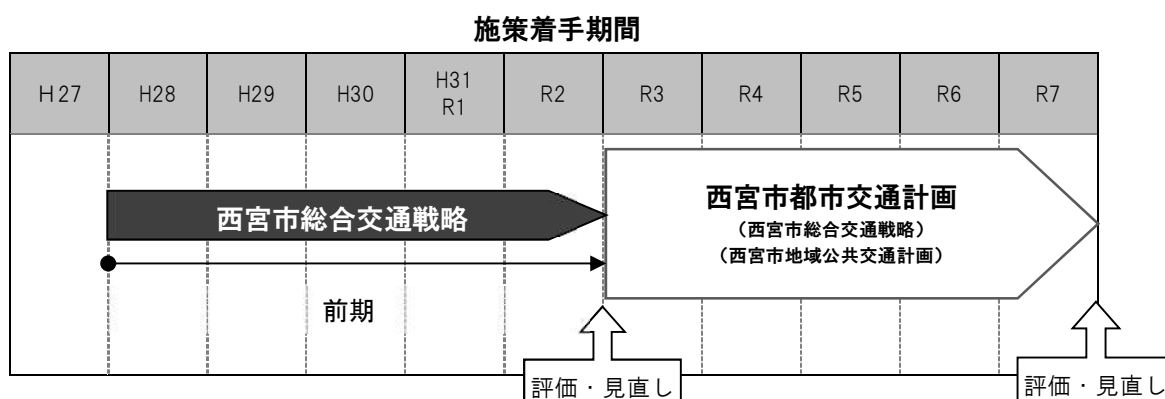 施策着手期間
H27 H28 H29 H30 H31 R2 R3 R4 R5 R6 R7
R1
西宮市総合交通戦略
西宮市都市交通計画
（西宮市総合交通戦略）
（西宮市地域公共交通計画）
前期
評価・見直し
評価・見直し